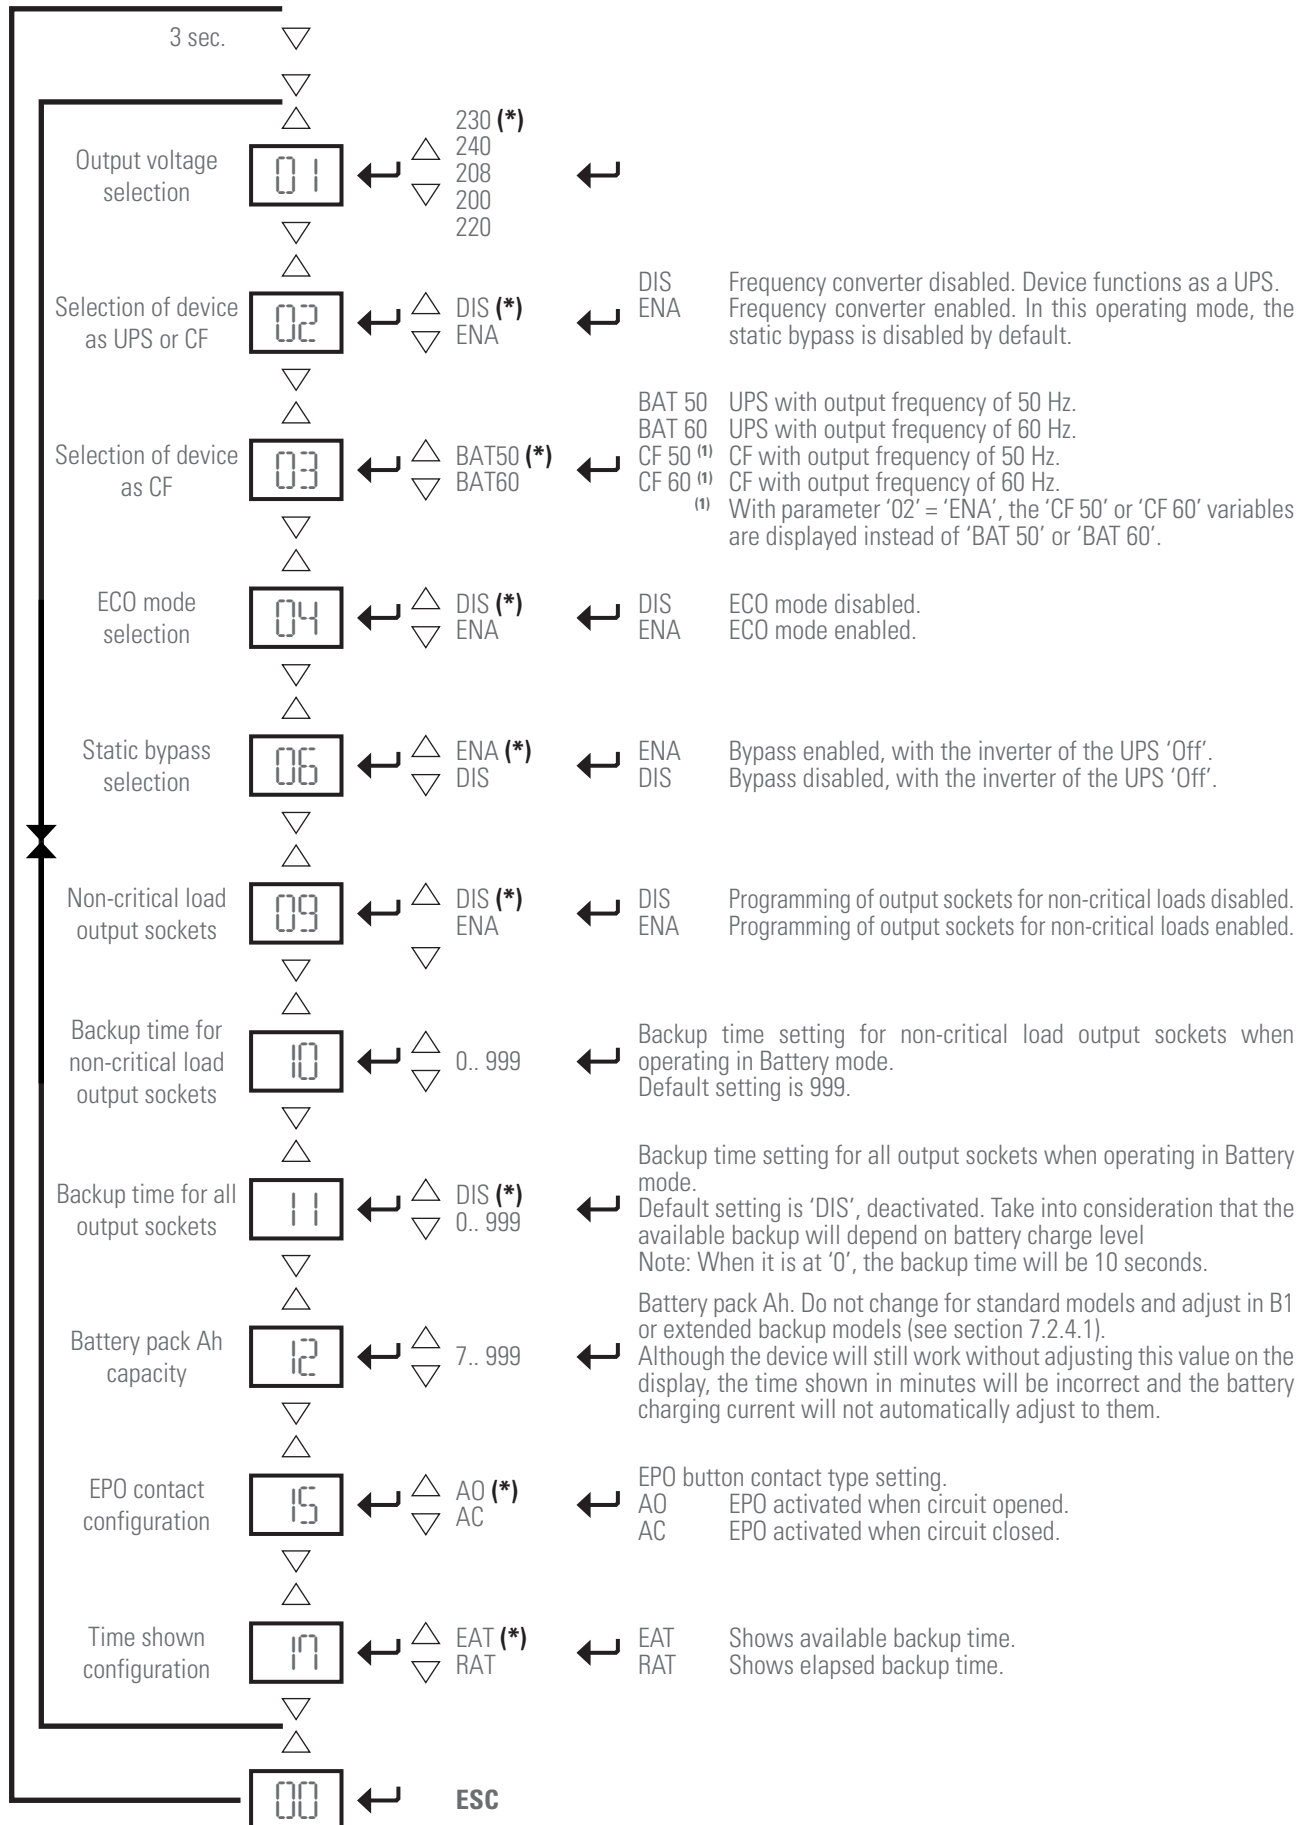 3 sec.
Output voltage
selection
01
230 (*)
240
208
200
220
Selection of device
as UPS or CF
02
DIS (*)
ENA
DIS Frequency converter disabled. Device functions as a UPS.
ENA Frequency converter enabled. In this operating mode, the
static bypass is disabled by default.
Selection of device
as CF
03
BAT50 (*)
BAT60
BAT 50 UPS with output frequency of 50 Hz.
BAT 60 UPS with output frequency of 60 Hz.
CF 50 (1) CF with output frequency of 50 Hz.
CF 60 (1) CF with output frequency of 60 Hz.
(1) With parameter ‘02’ = ‘ENA’, the ‘CF 50’ or ‘CF 60’ variables
are displayed instead of ‘BAT 50’ or ‘BAT 60’.
ECO mode
selection
04
DIS (*)
ENA
DIS ECO mode disabled.
ENA ECO mode enabled.
Static bypass
selection
06
ENA (*)
DIS
ENA Bypass enabled, with the inverter of the UPS ‘Off’.
DIS Bypass disabled, with the inverter of the UPS ‘Off’.
Non-critical load
output sockets
09
DIS (*)
ENA
DIS Programming of output sockets for non-critical loads disabled.
ENA Programming of output sockets for non-critical loads enabled.
Backup time for
non-critical load
output sockets
10
0.. 999
Backup time setting for non-critical load output sockets when
operating in Battery mode.
Default setting is 999.
Backup time for all
output sockets
11
DIS (*)
0.. 999
Backup time setting for all output sockets when operating in Battery
mode.
Default setting is ‘DIS’, deactivated. Take into consideration that the
available backup will depend on battery charge level
Note: When it is at ‘0’, the backup time will be 10 seconds.
Battery pack Ah
capacity
12
7.. 999
Battery pack Ah. Do not change for standard models and adjust in B1
or extended backup models (see section 7.2.4.1).
Although the device will still work without adjusting this value on the
display, the time shown in minutes will be incorrect and the battery
charging current will not automatically adjust to them.
EPO contact
configuration
15
AO (*)
AC
EPO button contact type setting.
AO EPO activated when circuit opened.
AC EPO activated when circuit closed.
Time shown
configuration
17
EAT (*)
RAT
EAT Shows available backup time.
RAT Shows elapsed backup time.
00
ESC